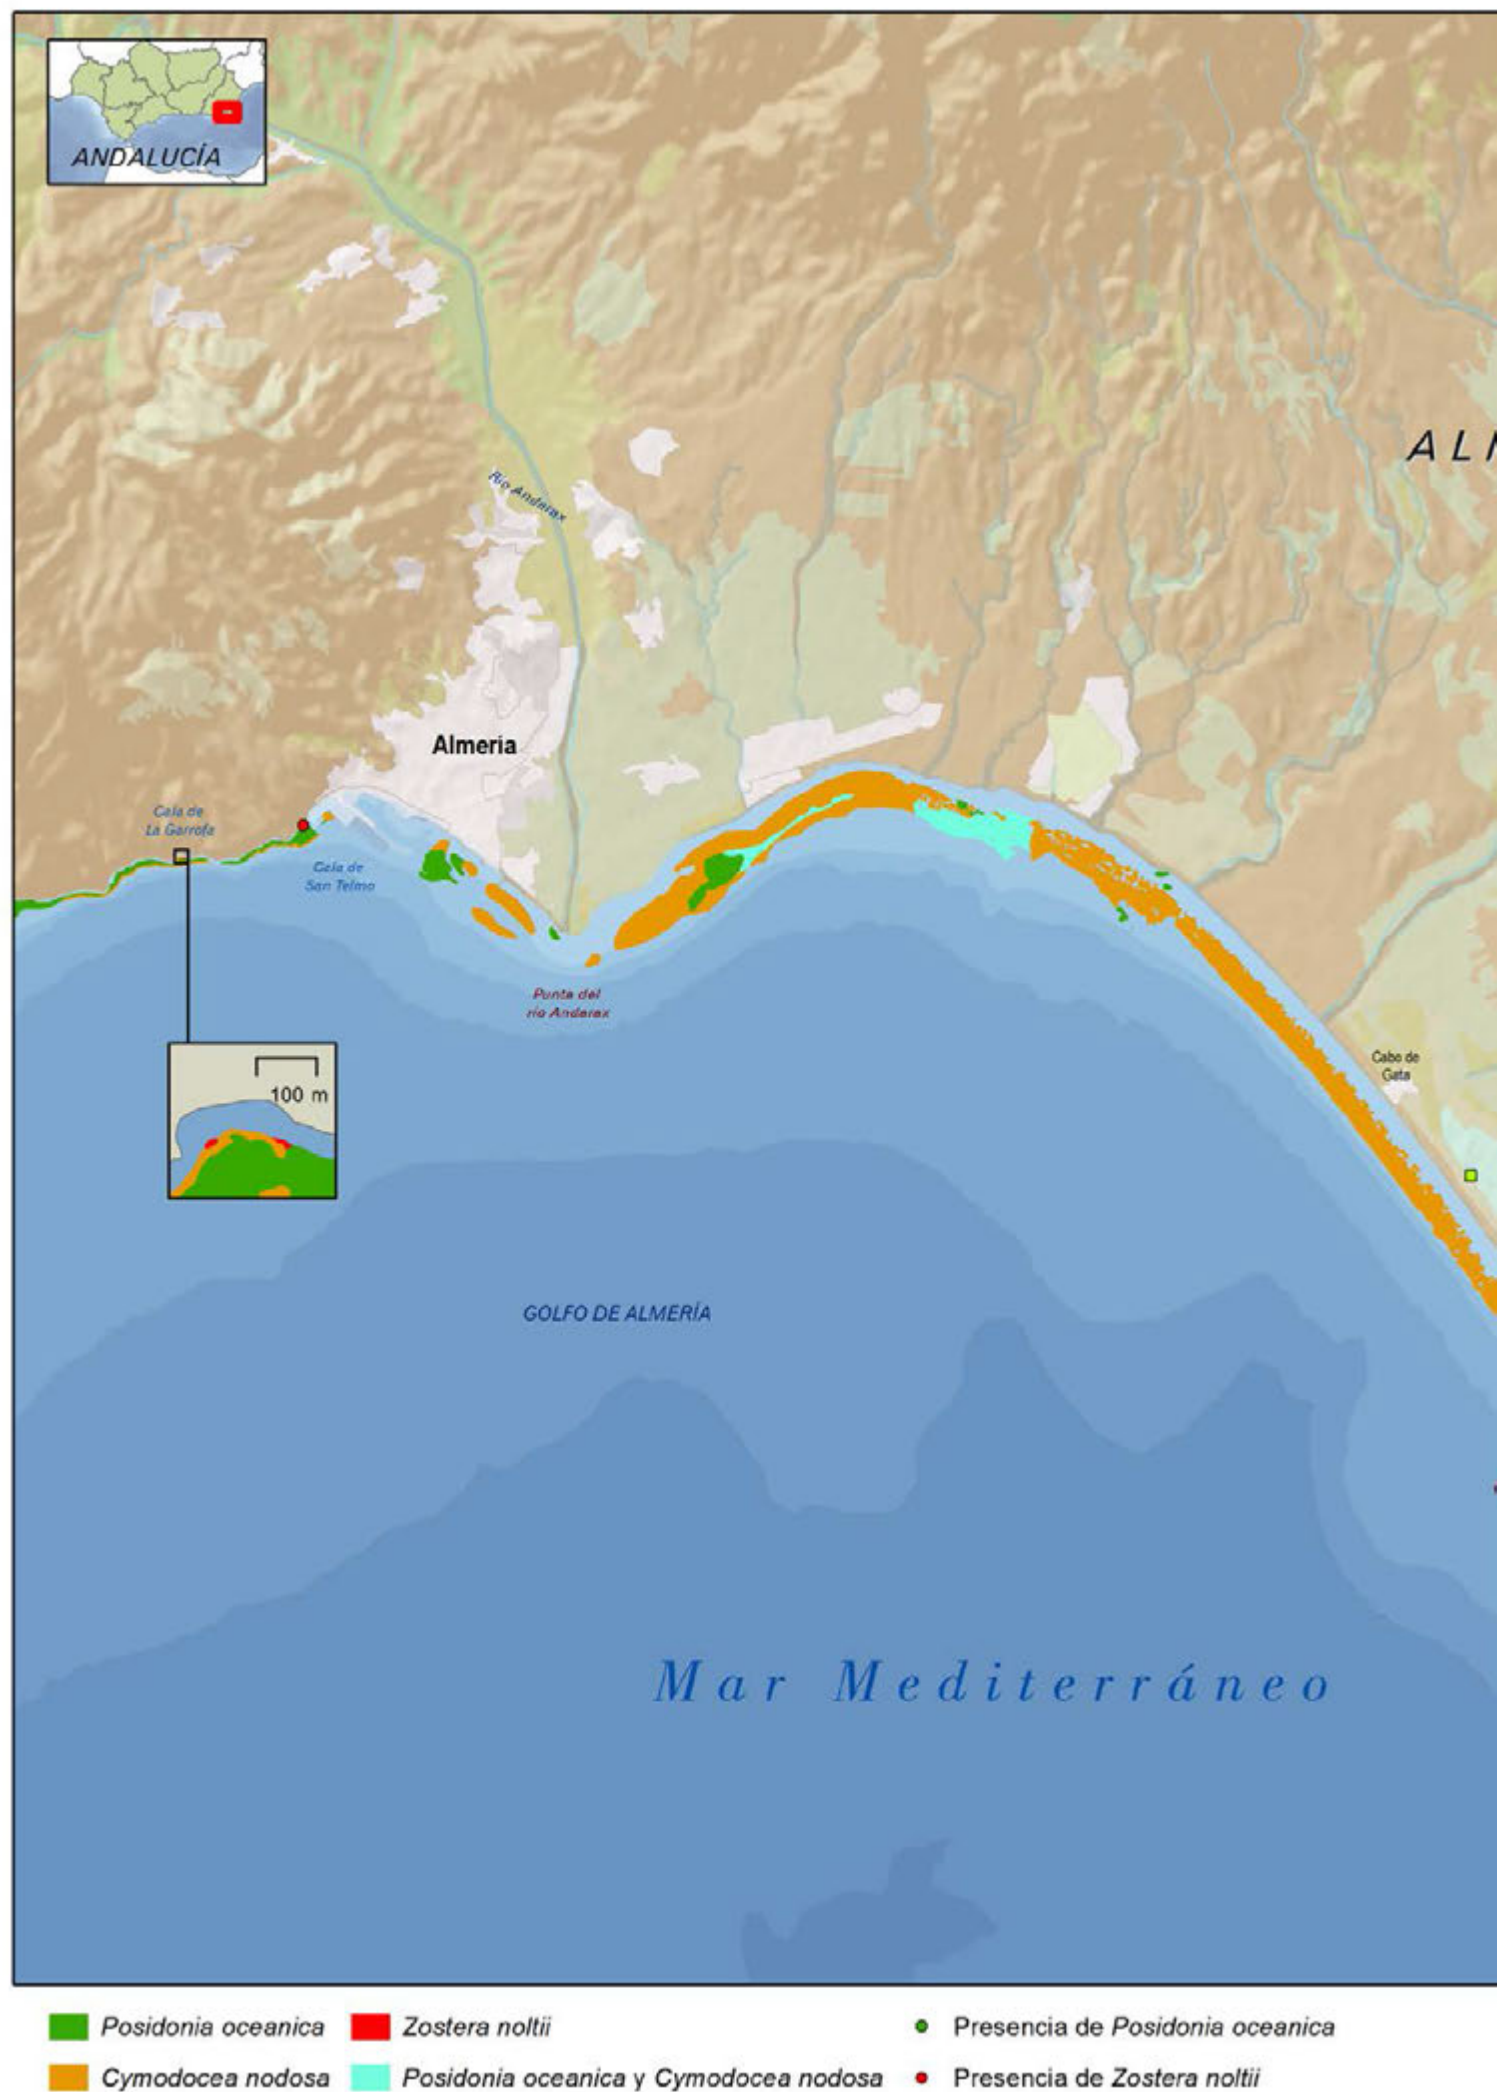 ANDALUCÍA
AL
Río Andarax
Almería
Cala de
La Garrofa
Cala de
San Telmo
Punta del
río Andarax
100 m
Cabo de
Gata
GOLFO DE ALMERÍA
Mar Mediterráneo
Posidonia oceanica
Zostera noltii
Presencia de Posidonia oceanica
Cymodocea nodosa
Posidonia oceanica y Cymodocea nodosa
Presencia de Zostera noltii